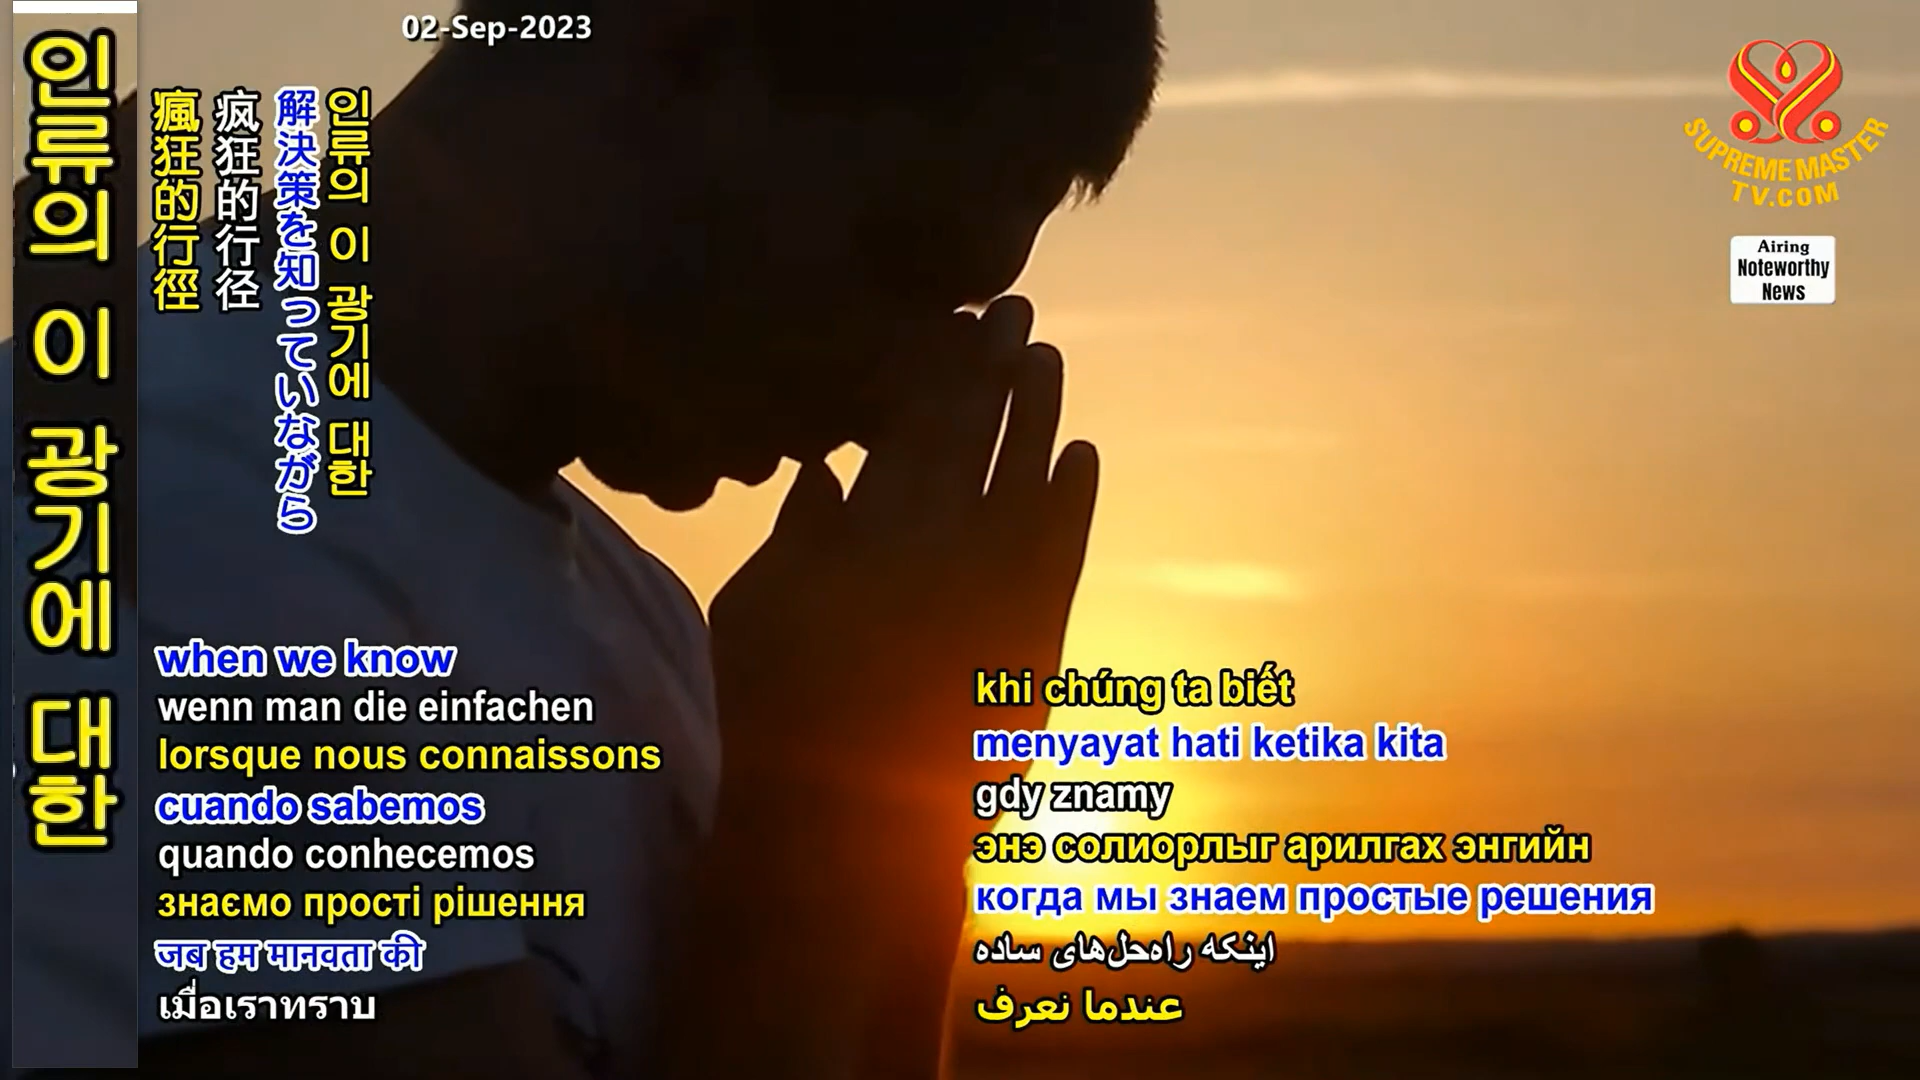 02-Sep-2023
인류의 이 광기에 대한
瘋狂的行徑
疯狂的行径
解決策を知っていながら
인류의 이 광기에 대한
SUPREME MASTER
TV.COM
Airing
Noteworthy
News
when we know
wenn man die einfachen
lorsque nous connaissons
cuando sabemos
quando conhecemos
знаємо прості рішення
जब हम मानवता की
เมื่อเราทราบ
khi chúng ta biết
menyayat hati ketika kita
gdy znamy
энэ солиорлыг арилгах энгийн
когда мы знаем простые решения
اینکه راه‌حل‌های ساده
عندما نعرف